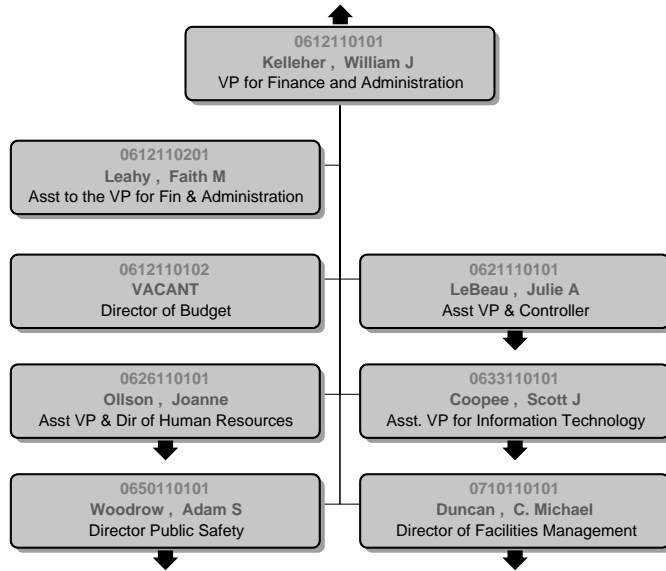 0612110101
Kelleher , William J
VP for Finance and Administration
0612110201
Leahy , Faith M
Asst to the VP for Fin & Administration
0612110102
VACANT
Director of Budget
0621110101
LeBeau , Julie A
Asst VP & Controller
0626110101
Ollson , Joanne
Asst VP & Dir of Human Resources
0633110101
Coopee , Scott J
Asst. VP for Information Technology
0650110101
Woodrow , Adam S
Director Public Safety
0710110101
Duncan , C. Michael
Director of Facilities Management